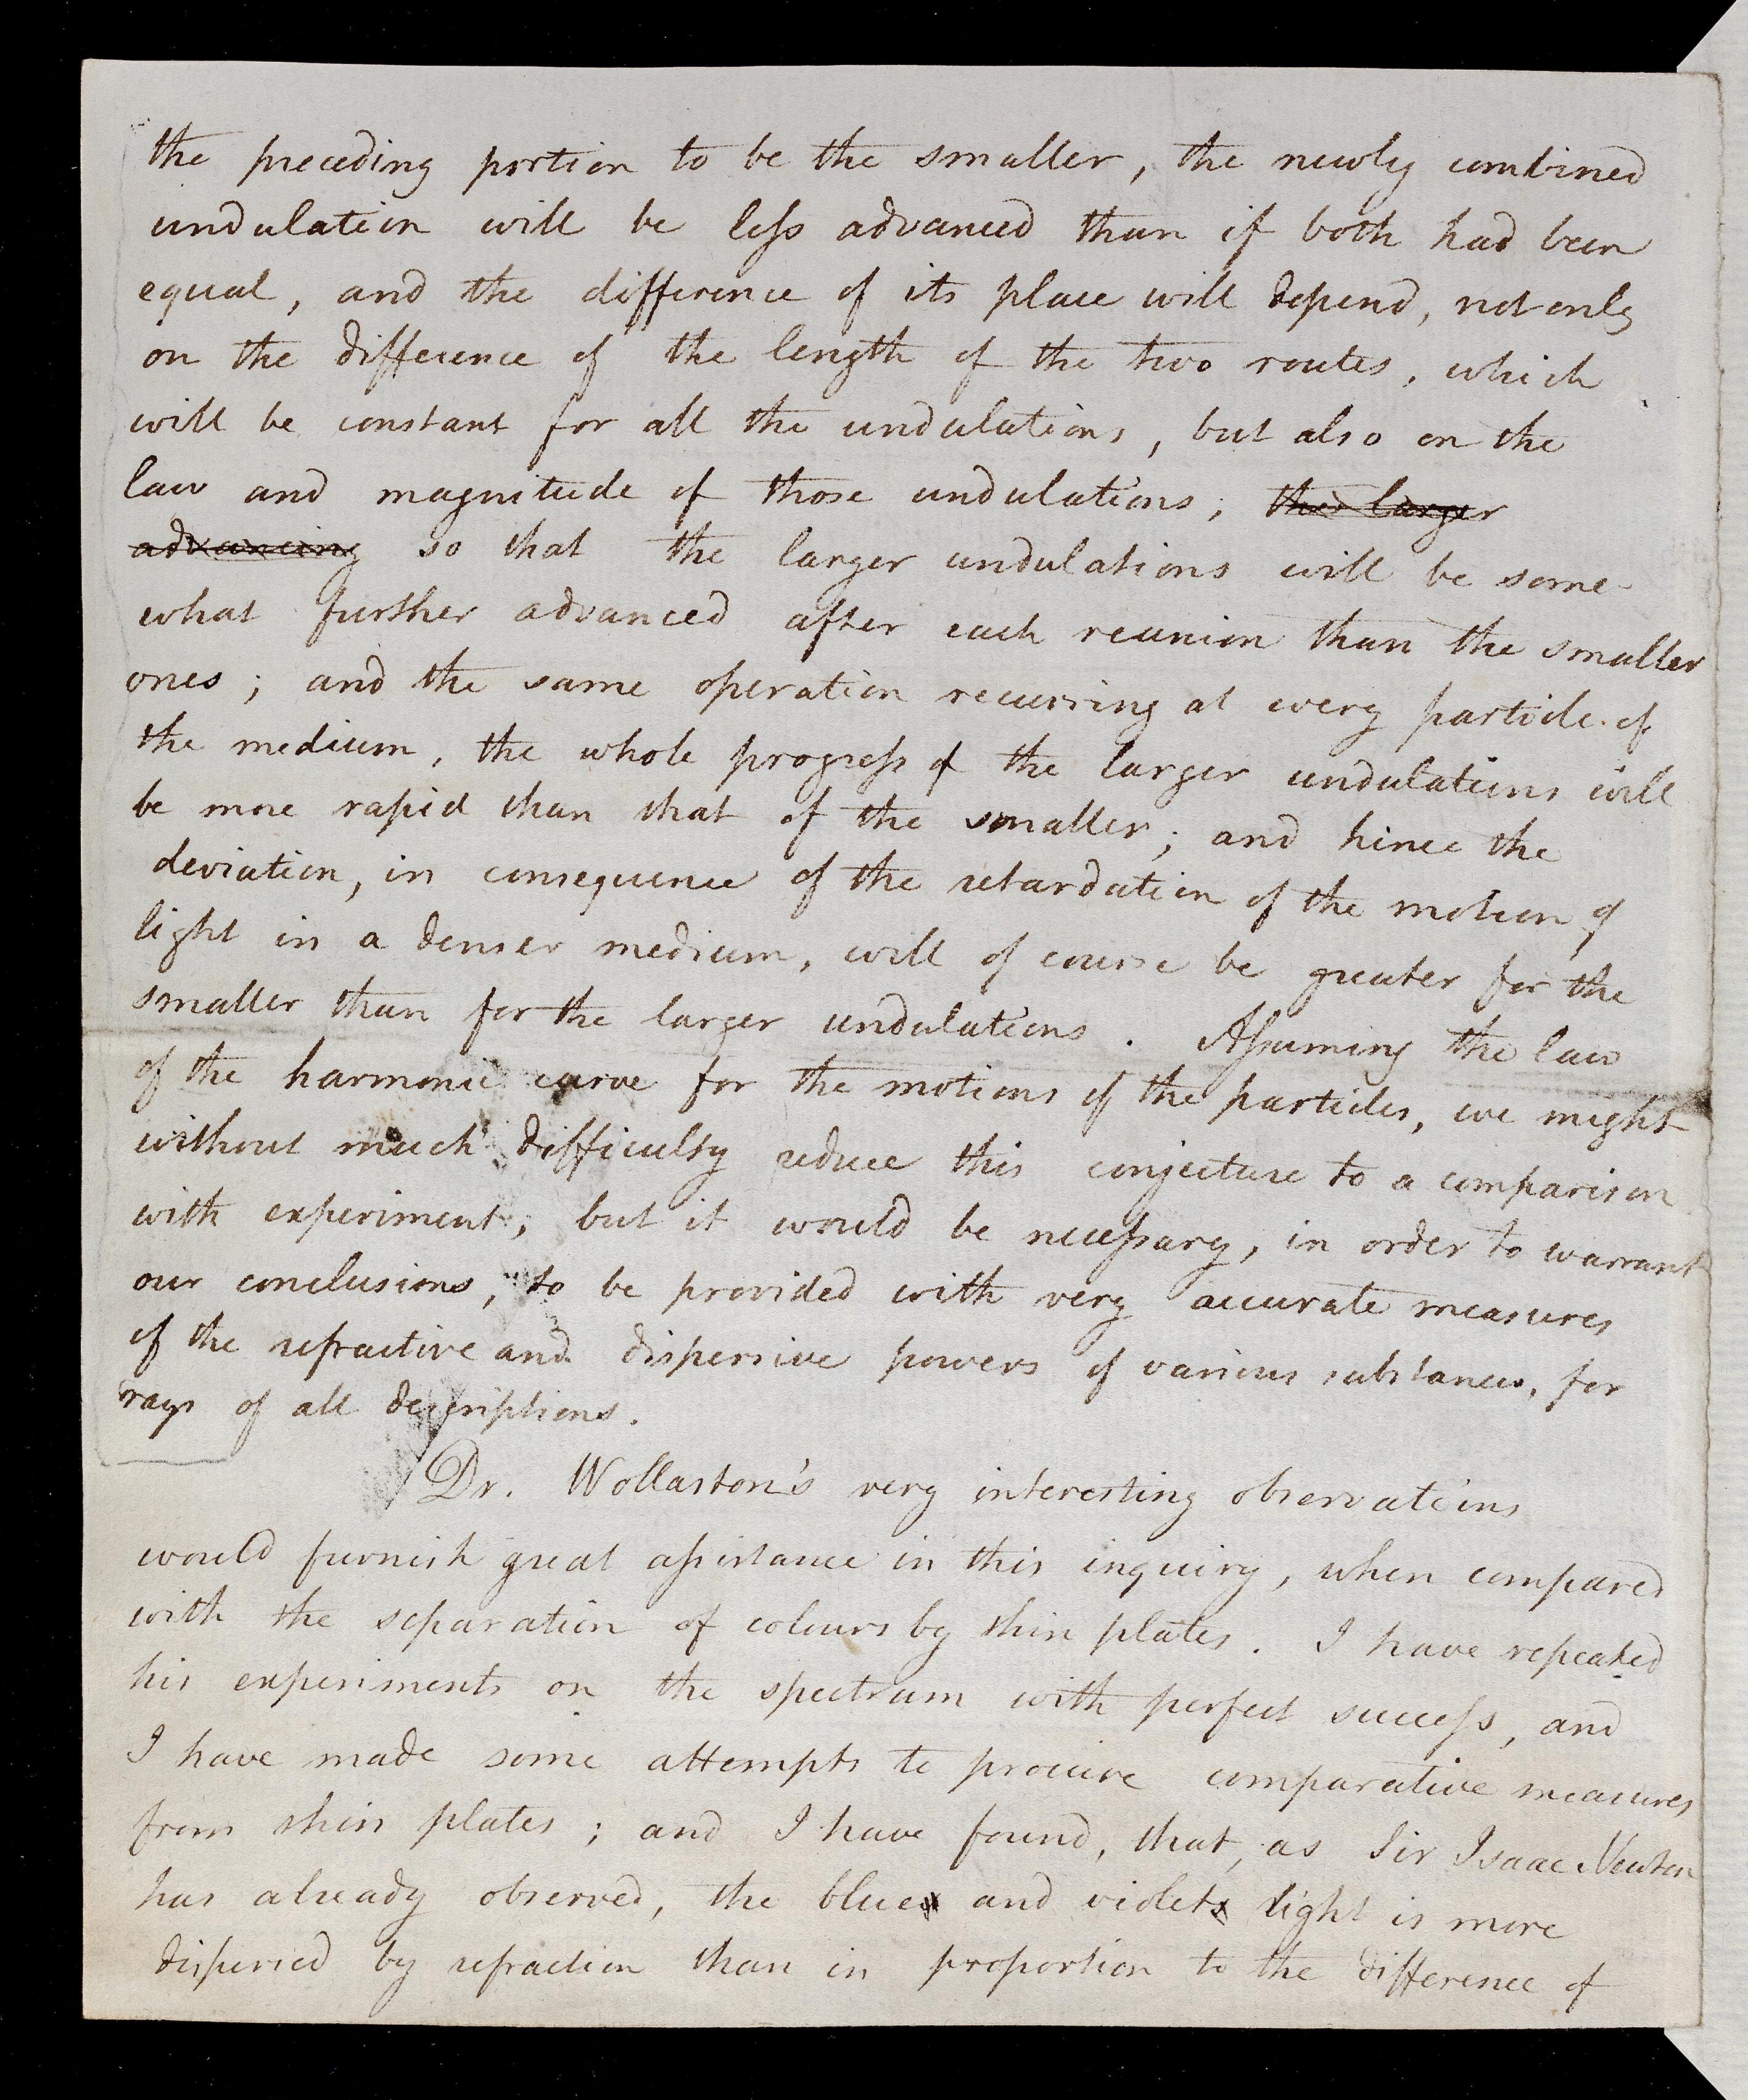 the preceding portion to be the smaller, the newly combined
undulation will be leſs advanced than if both had been
equal, and the difference of its place will depend, not only
on the difference of the length of the two routes, which
will be constant for all the undulations, but also on the
law and magnitude of those undulations; the larger
advancing so that the larger undulations will be some-
what further advanced after each reunion than the smaller
ones; and the same operation recurring at every particle of
the medium, the whole progreſs of the larger undulations will
be more rapid than that of the smaller; and hence the
deviation, in consequence of the retardation of the motion of
light in a denser medium, will of course be greater for the
smaller than for the larger undulations. Aſsuming the law
of the harmonic curve for the motions of the particles, we might
without much difficulty reduce this conjecture to a comparison
with experiment; but it would be neceſsary, in order to warrant
our conclusions, to be provided with very accurate measures
of the refractive and dispersive powers of various substances, for
rays of all descriptions.
Dr. Wollaston's very interesting observations
would furnish great aſsistance in this inquiry, when compared
with the separation of colours by thin plates. I have repeated
his experiments on the spectrum with perfect succeſs, and
I have made some attempts to procure comparative measures
from thin plates; and I have found, that, as Sir Isaac Newton
has already observed, the blue and violet light is more
dispersed by refraction than in proportion to the difference of